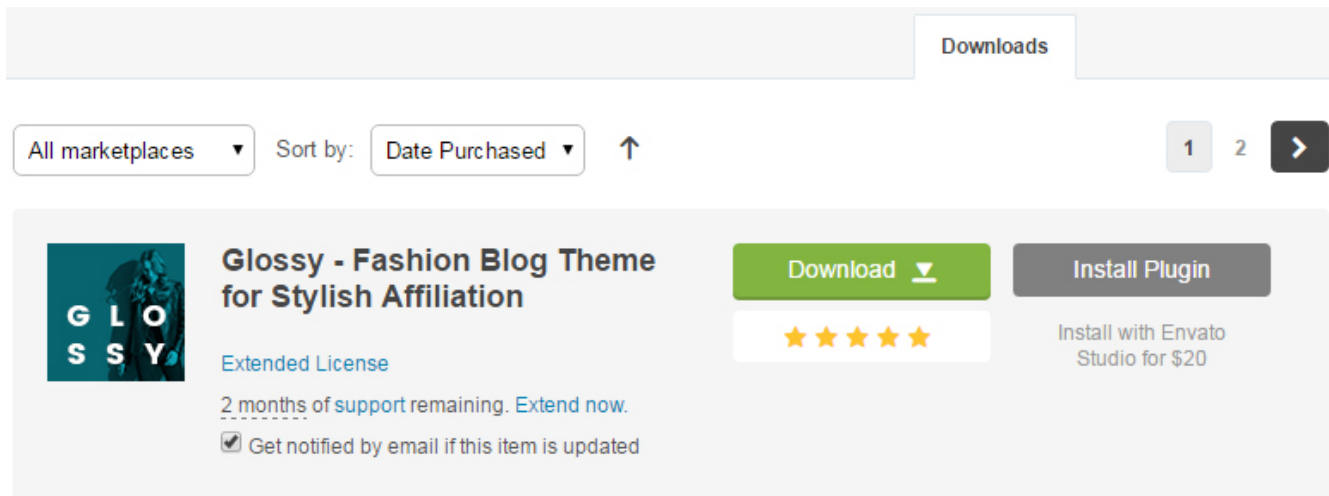 Downloads
All marketplaces Sort by: Date Purchased 1 2
Glossy - Fashion Blog Theme
for Stylish Affiliation
GLO
SSY
Extended License
2 months of support remaining. Extend now.
Get notified by email if this item is updated
Download
Install Plugin
Install with Envato
Studio for $20